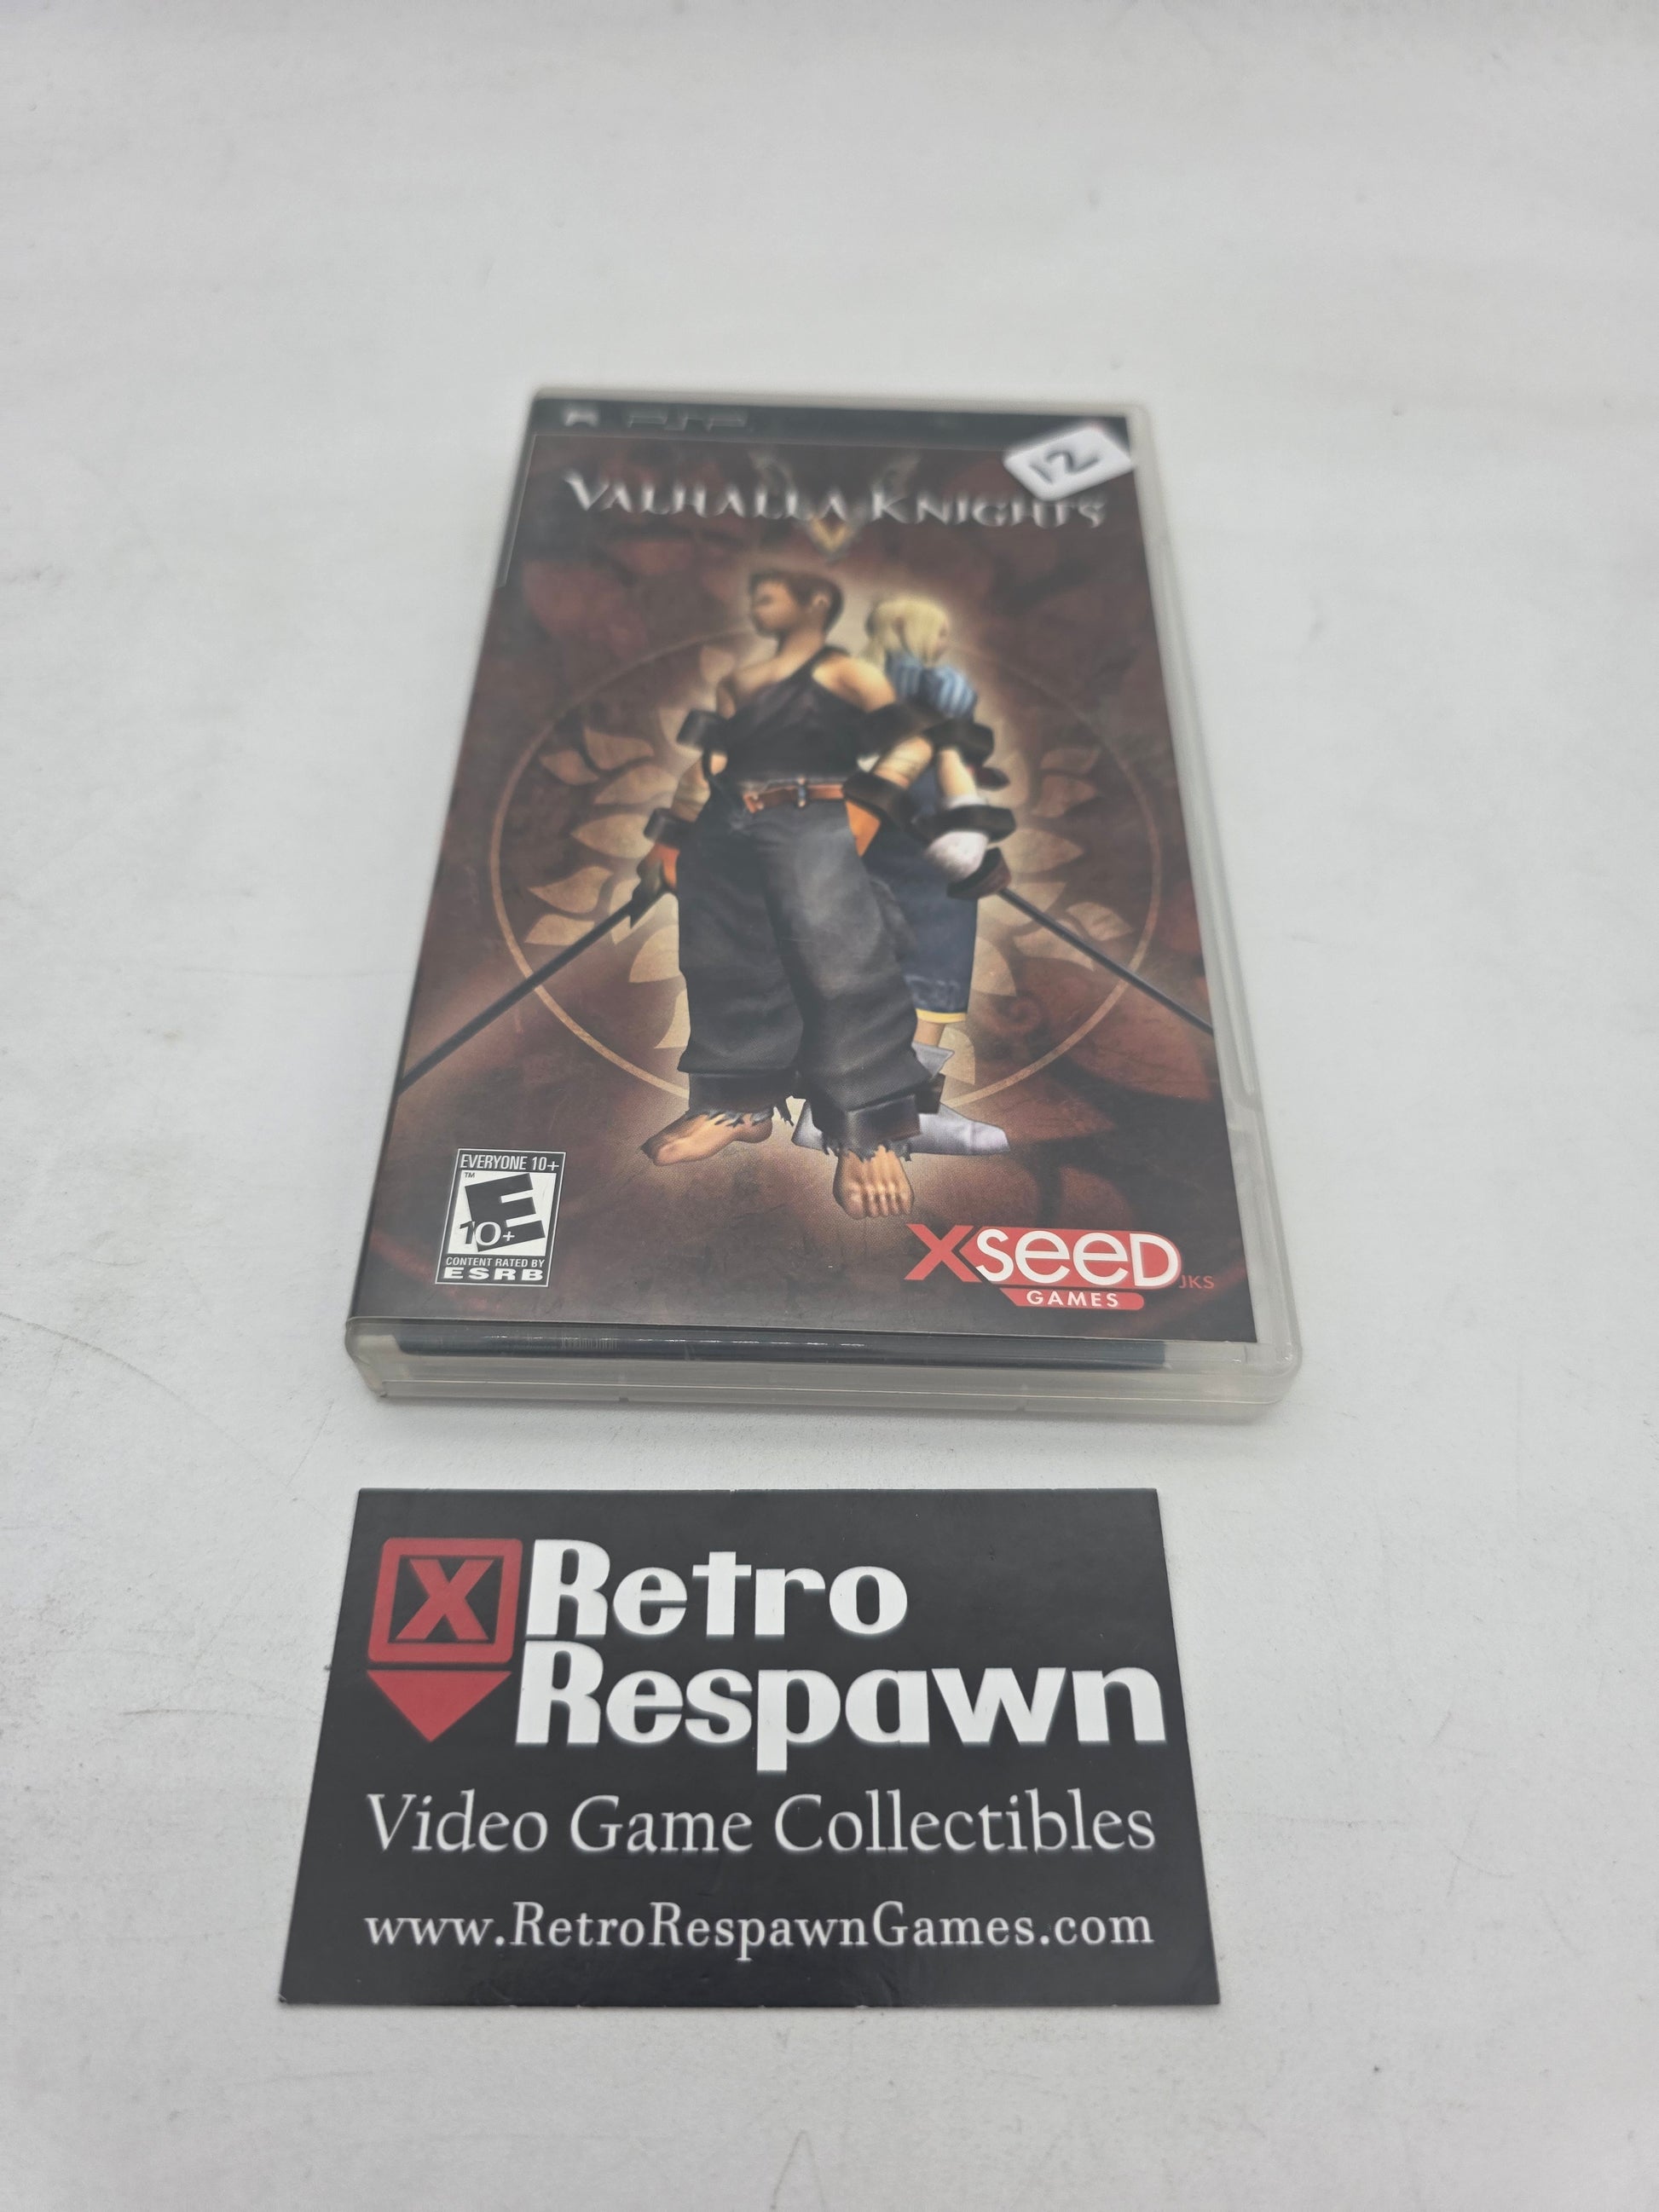 PSP
12
VALHALLA KNIGHTS
EVERYONE 10+
E
10+
CONTENT RATED BY
ESRB
XSEED
JKS
GAMES
X
Retro
Respawn
Video Game Collectibles
www.RetroRespawnGames.com